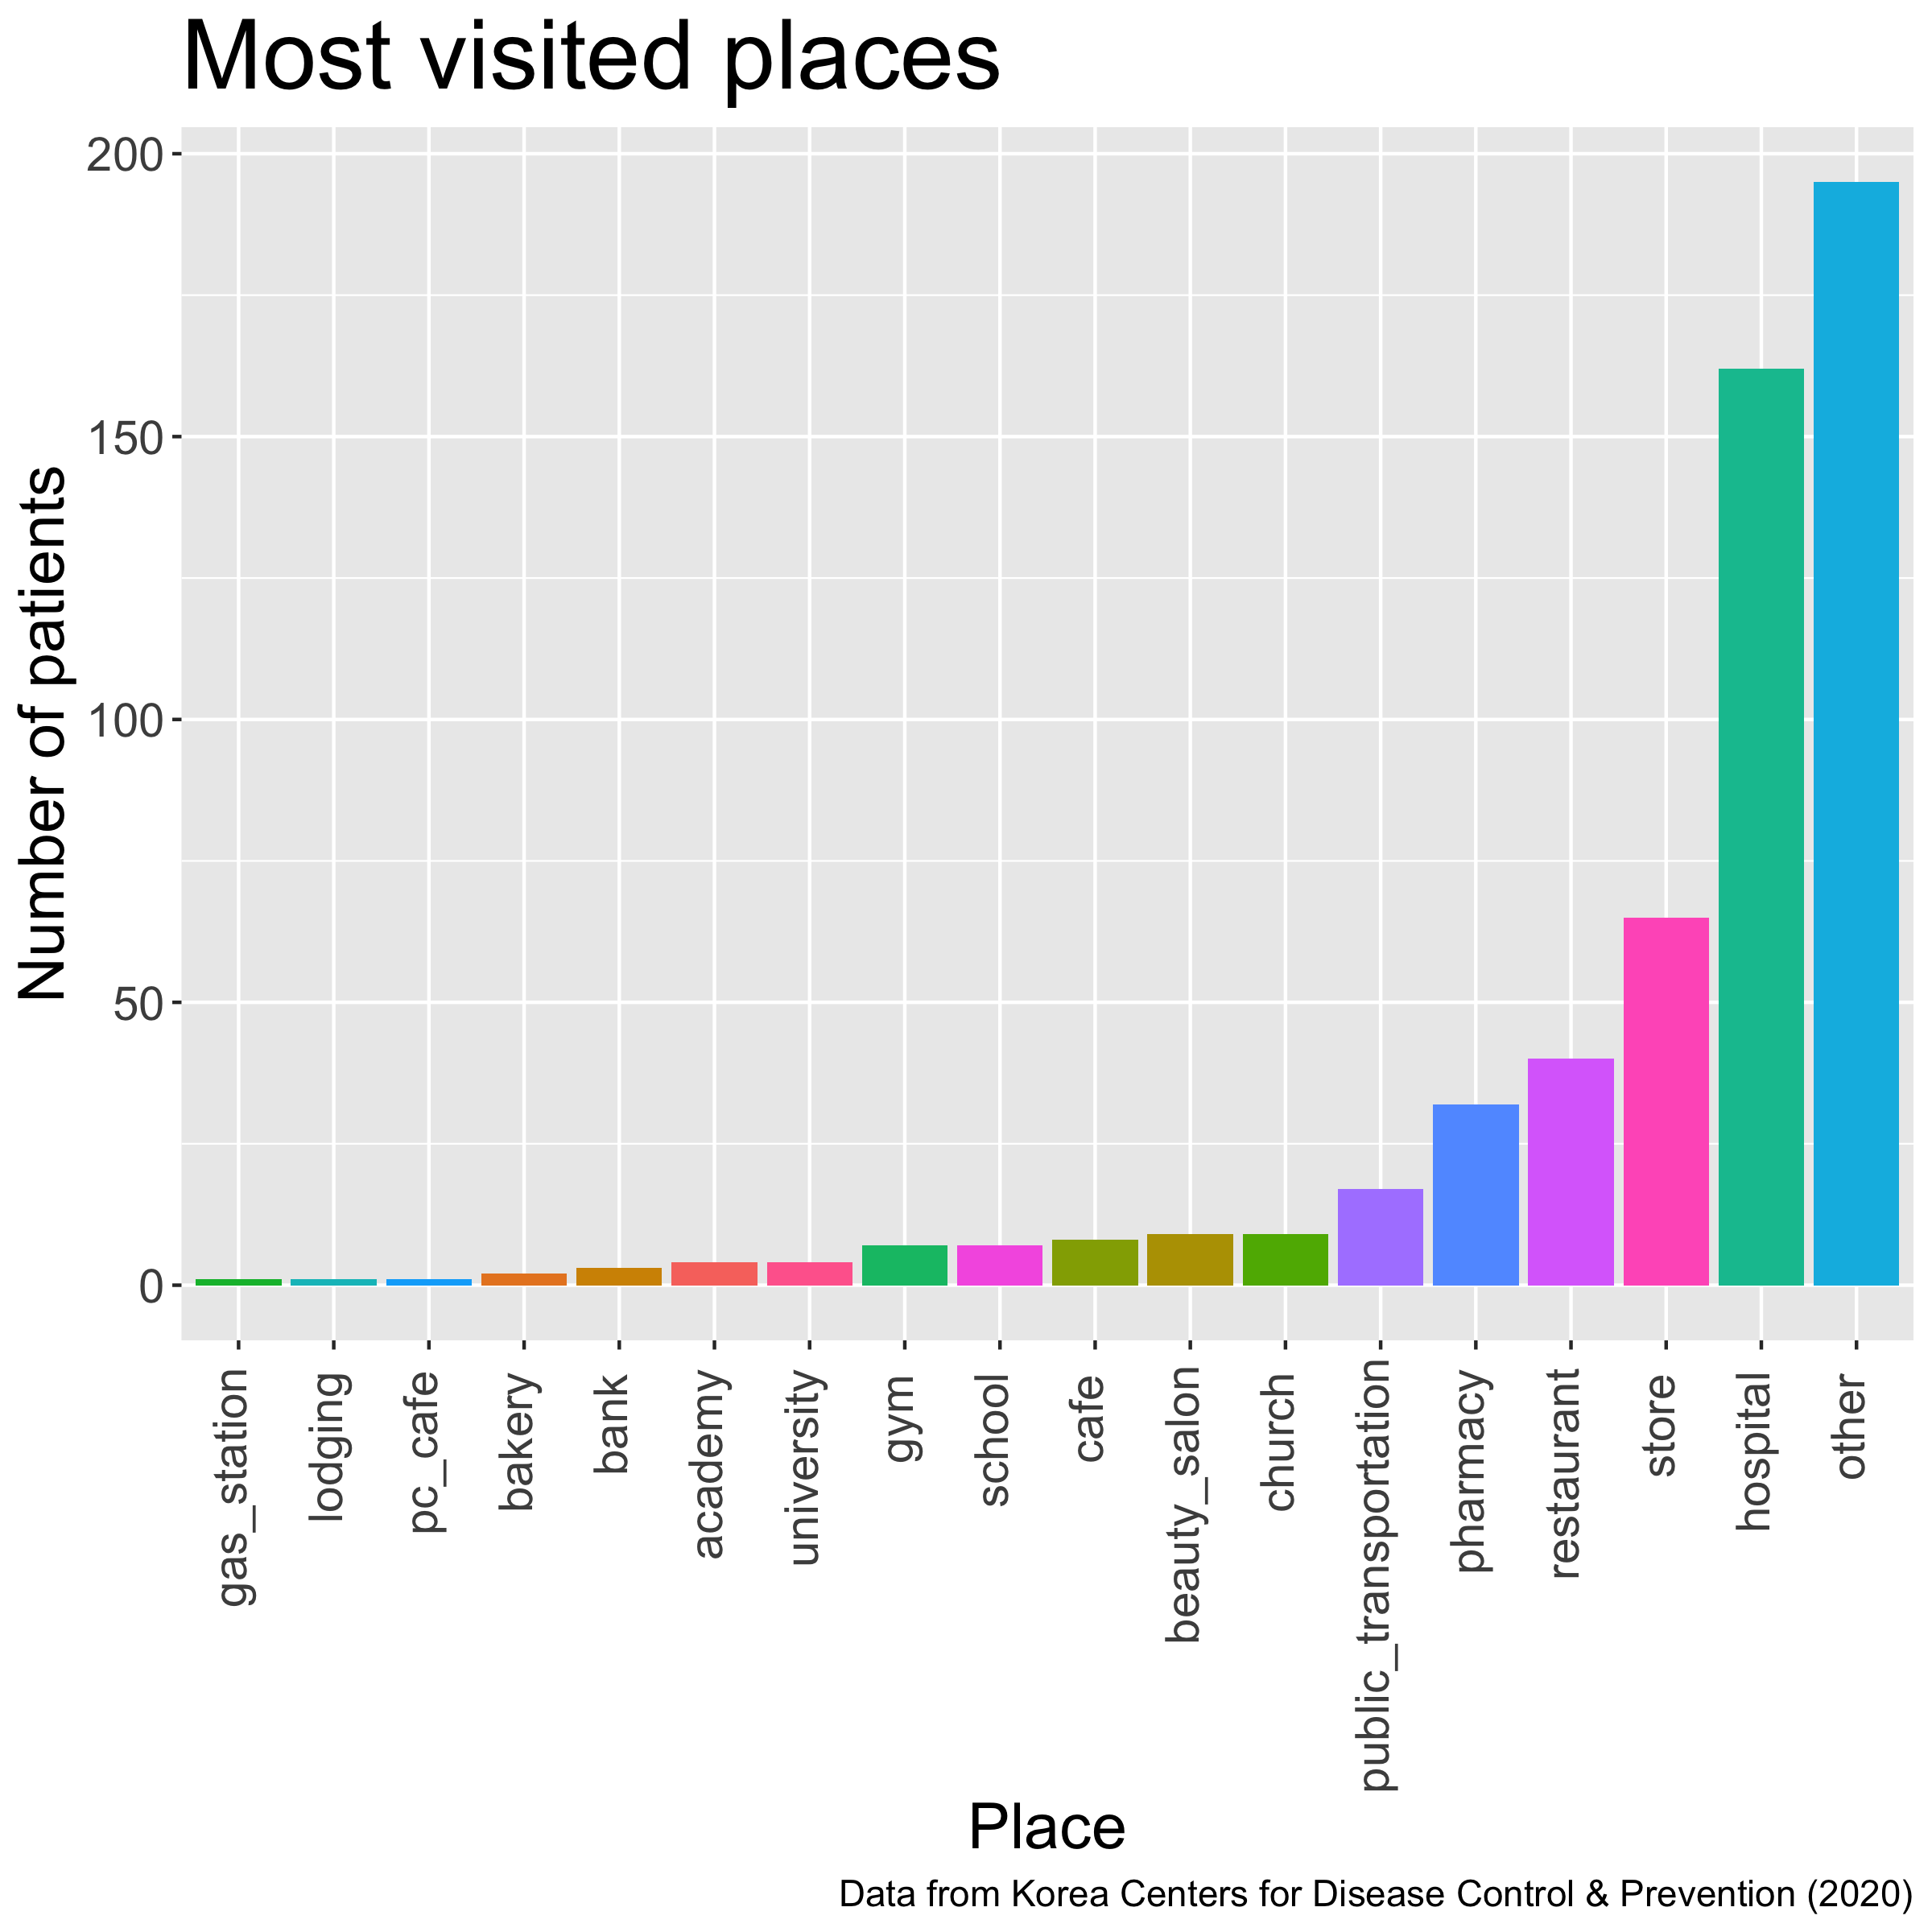 Most visited places
Number of patients
200
150
100
50
0
gas_station
lodging
pc_cafe
bakery
bank
academy
university
gym
school
cafe
beauty_salon
church
public_transportation
pharmacy
restaurant
store
hospital
other
Place
Data from Korea Centers for Disease Control & Prevention (2020)